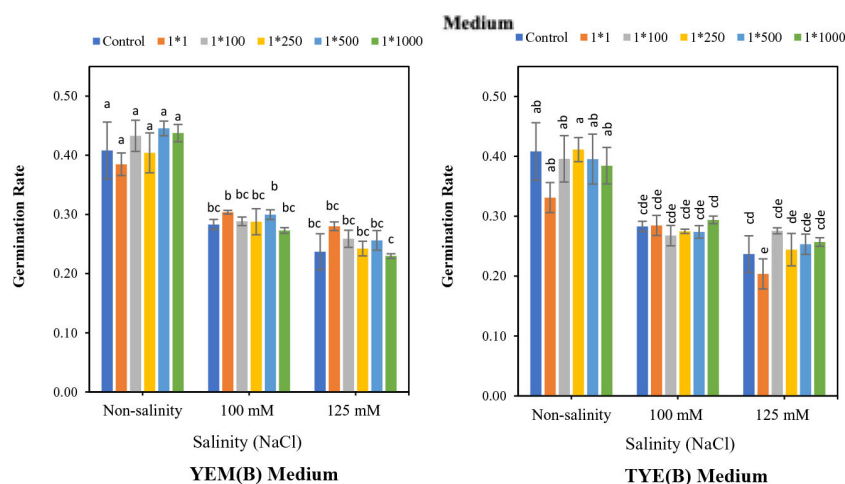 Medium
Control 1*1 1*100 1*250 1*500 1*1000
Germination Rate
0.50
0.40
0.30
0.20
0.10
0.00
a a a a a a
bc b bc bc b bc
bc bc bc bc bc c
Non-salinity 100 mM 125 mM
Salinity (NaCl)
YEM(B) Medium
Control 1*1 1*100 1*250 1*500 1*1000
Germination Rate
0.50
0.40
0.30
0.20
0.10
0.00
ab ab ab a ab ab
cde cde cde cde cde cd
cd e cde de cde cde
Non-salinity 100 mM 125 mM
Salinity (NaCl)
TYE(B) Medium